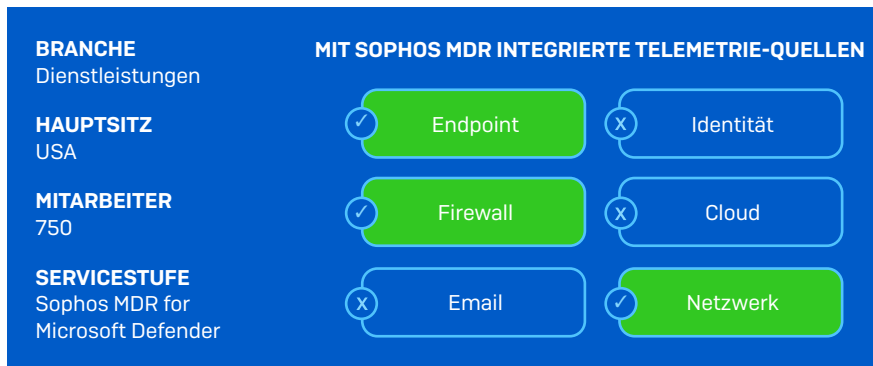 BRANCHE
Dienstleistungen
HAUPTSITZ
USA
MITARBEITER
750
SERVICESTUFE
Sophos MDR for
Microsoft Defender
MIT SOPHOS MDR INTEGRIERTE TELEMETRIE-QUELLEN
✓ Endpoint
x Identität
✓ Firewall
x Cloud
x Email
✓ Netzwerk